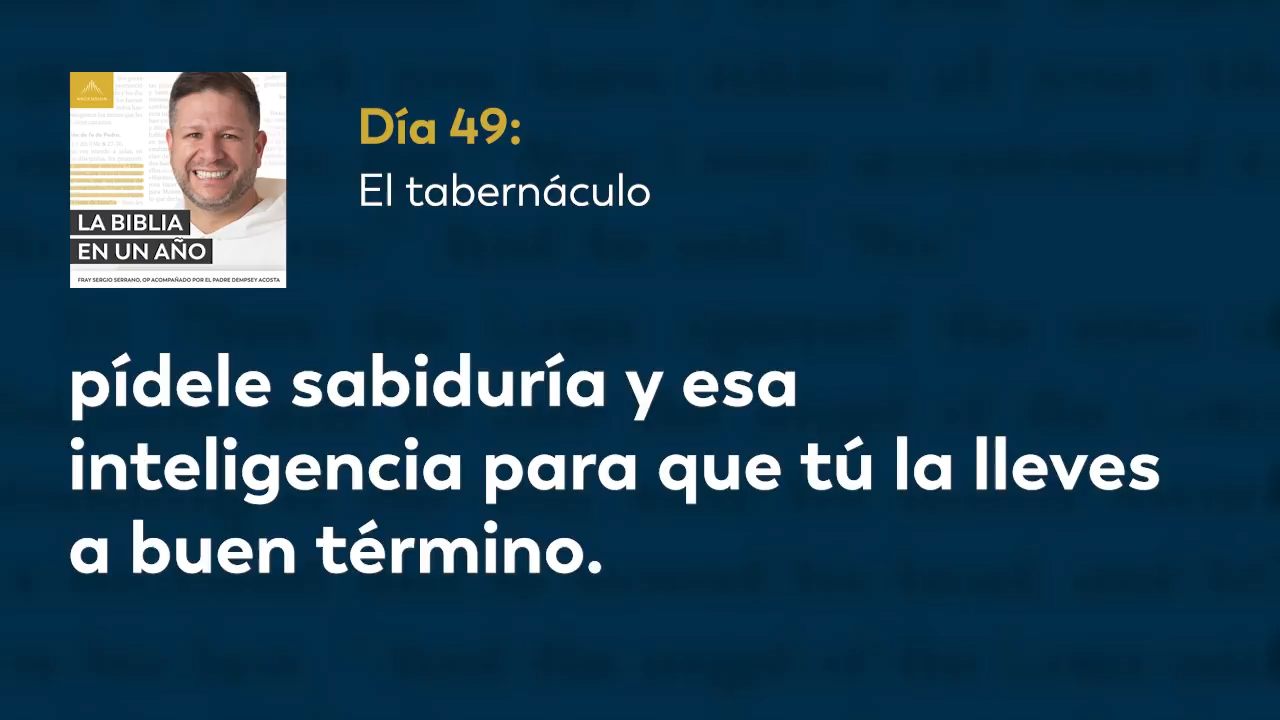 ASCENSION
Día 49:
El tabernáculo
LA BIBLIA
EN UN AÑO
FRAY SERGIO SERRANO, OP ACOMPAÑADO POR EL PADRE DEMPSEY ACOSTA
pídele sabiduría y esa
inteligencia para que tú la lleves
a buen término.